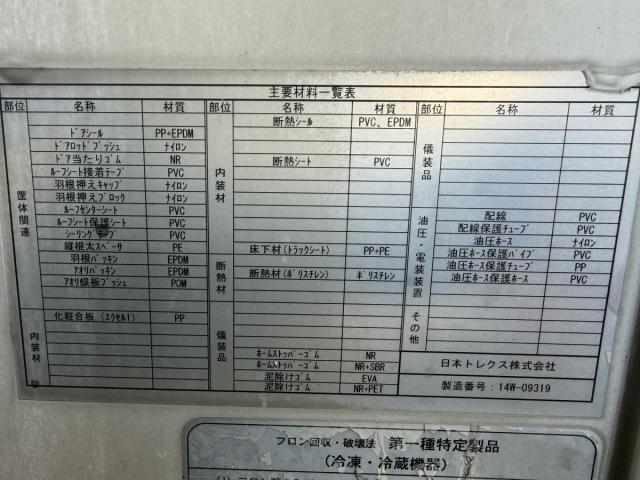 主要材料一覧表
部位 名称 材質 部位 名称 材質 部位 名称 材質
筐体関連
ﾄﾞｱｼｰﾙ PP+EPDM
ﾄﾞｱﾛｯﾄﾞﾌﾞｯｼｭ ﾅｲﾛﾝ
ﾄﾞｱ当たりｺﾞﾑ NR
ﾙｰﾌｼｰﾄ接着ﾃｰﾌﾟ PVC
羽根押えｷｬｯﾌﾟ ﾅｲﾛﾝ
羽根押えﾌﾞﾛｯｸ ﾅｲﾛﾝ
ﾙｰﾌｾﾝﾀｰｼｰﾄ PVC
ﾙｰﾌｼｰﾄ保護ｼｰﾄ PVC
ｼｰﾘﾝｸﾞﾃｰﾌﾟ PVC
縦根太ｽﾍﾟｰｻ PE
羽根ﾊﾟｯｷﾝ EPDM
ｱｵﾘﾊﾟｯｷﾝ EPDM
ｱｵﾘ蝶板ﾌﾞｯｼｭ POM
内装材
化粧合板 (ｴｸｾﾙ1) PP
内装材
断熱ｼｰﾙ PVC、EPDM
断熱ｼｰﾄ PVC
床下材(ﾄﾗｯｸｼｰﾄ) PP+PE
断熱材
断熱材(ﾎﾟﾘｽﾁﾚﾝ) ﾎﾟﾘｽﾁﾚﾝ
儀装品
ﾎｰﾑｽﾄｯﾊﾟｰｺﾞﾑ NR
ﾎｰﾑｽﾄｯﾊﾟｰｺﾞﾑ NR+SBR
泥除けｺﾞﾑ EVA
泥除けｺﾞﾑ NR+PET
儀装品
油圧・電装装置
配線 PVC
配線保護ﾁｭｰﾌﾞ PVC
油圧ﾎｰｽ ﾅｲﾛﾝ
油圧ﾎｰｽ保護ﾊﾟｲﾌﾟ PVC
油圧ﾎｰｽ保護ﾁｭｰﾌﾞ PP
油圧ﾎｰｽ保護ﾎｰｽ PVC
その他
日本トレクス株式会社
製造番号:14W-09319
フロン回収・破壊法 第一種特定製品
(冷凍・冷蔵機器)